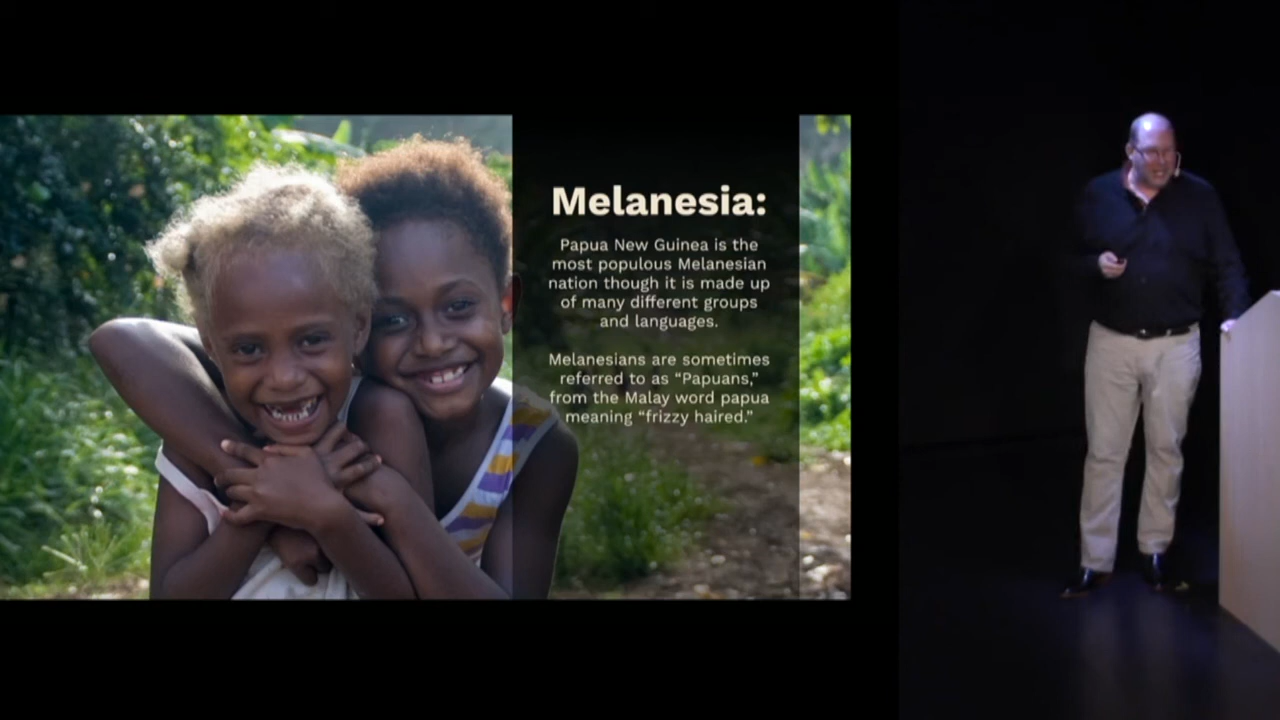 Melanesia:
Papua New Guinea is the
most populous Melanesian
nation though it is made up
of many different groups
and languages.
Melanesians are sometimes
referred to as “Papuans,”
from the Malay word papua
meaning “frizzy haired.”